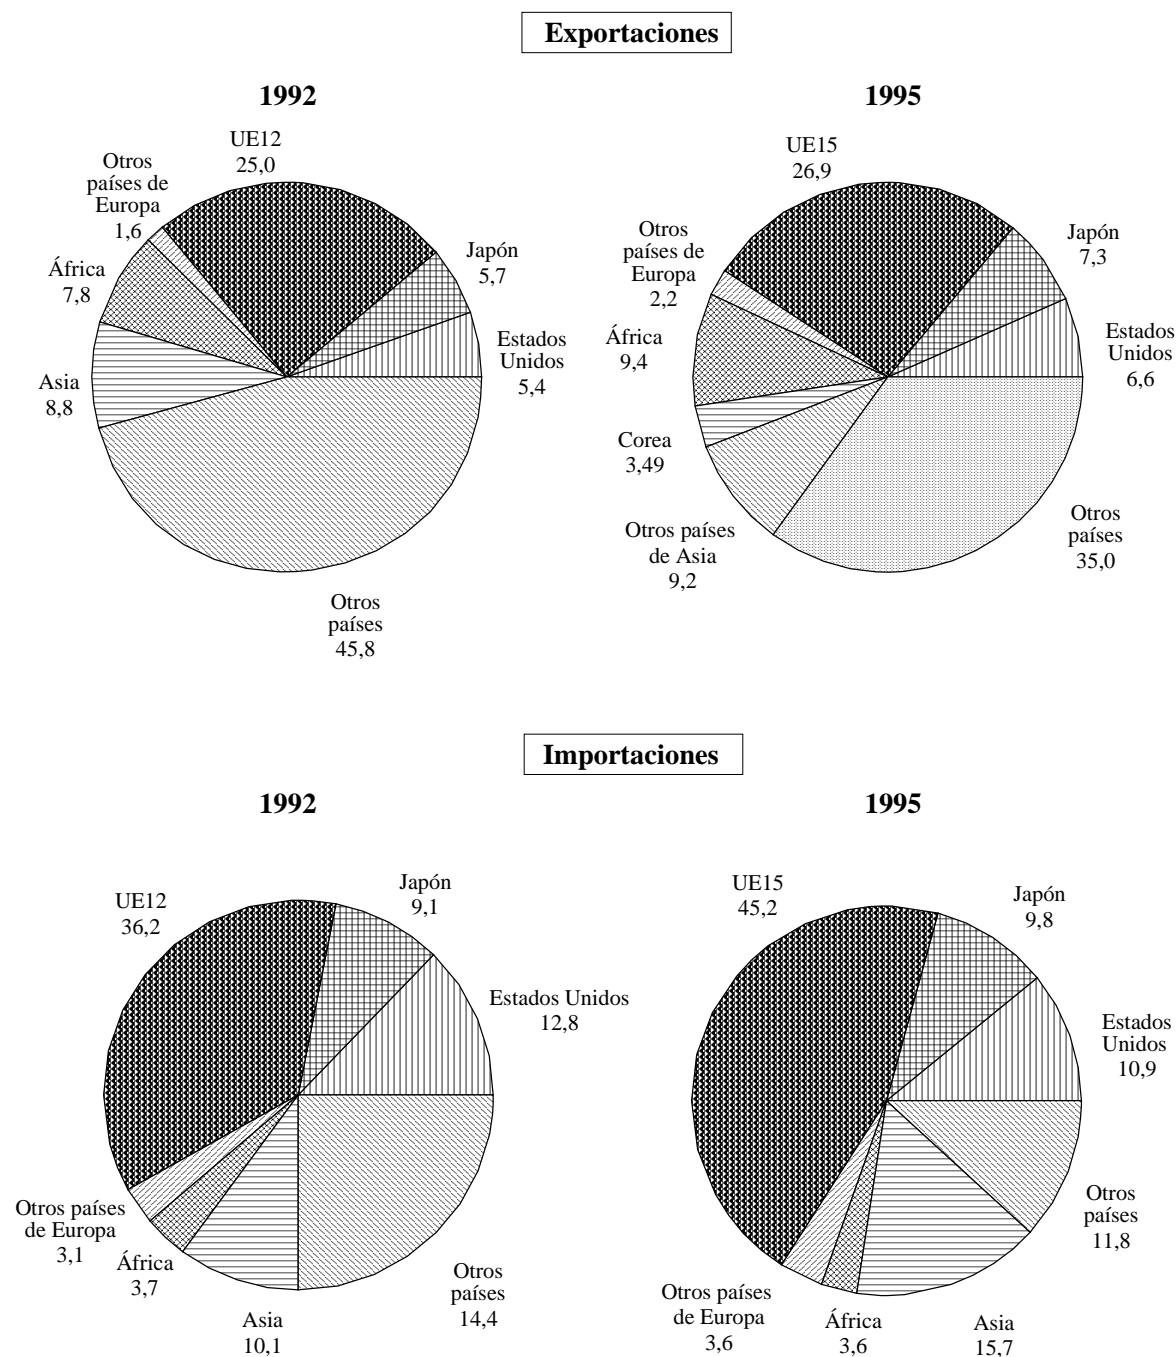 Exportaciones
1992
UE12
25,0
Otros
países de
Europa
1,6
África
7,8
Asia
8,8
Japón
5,7
Estados
Unidos
5,4
Otros
países
45,8
1995
UE15
26,9
Otros
países de
Europa
2,2
África
9,4
Corea
3,49
Otros países
de Asia
9,2
Japón
7,3
Estados
Unidos
6,6
Otros
países
35,0
Importaciones
1992
UE12
36,2
Japón
9,1
Estados Unidos
12,8
Otros países
de Europa
3,1
África
3,7
Asia
10,1
Otros
países
14,4
1995
UE15
45,2
Japón
9,8
Estados
Unidos
10,9
Otros
países
11,8
Otros países
de Europa
3,6
África
3,6
Asia
15,7